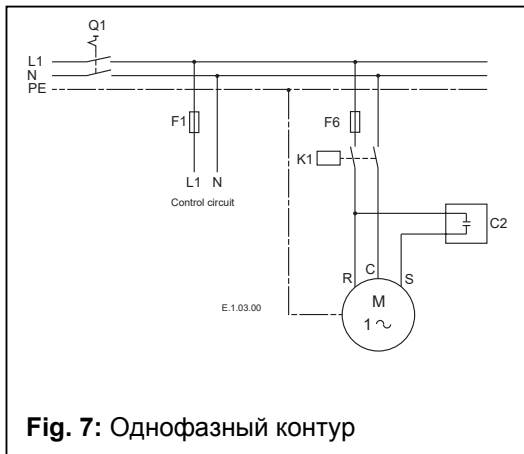 Q1
L1
N
PE
F1
F6
K1
L1 N
Control circuit
C2
R C S
E.1.03.00
M
1 ~
Fig. 7: Однофазный контур